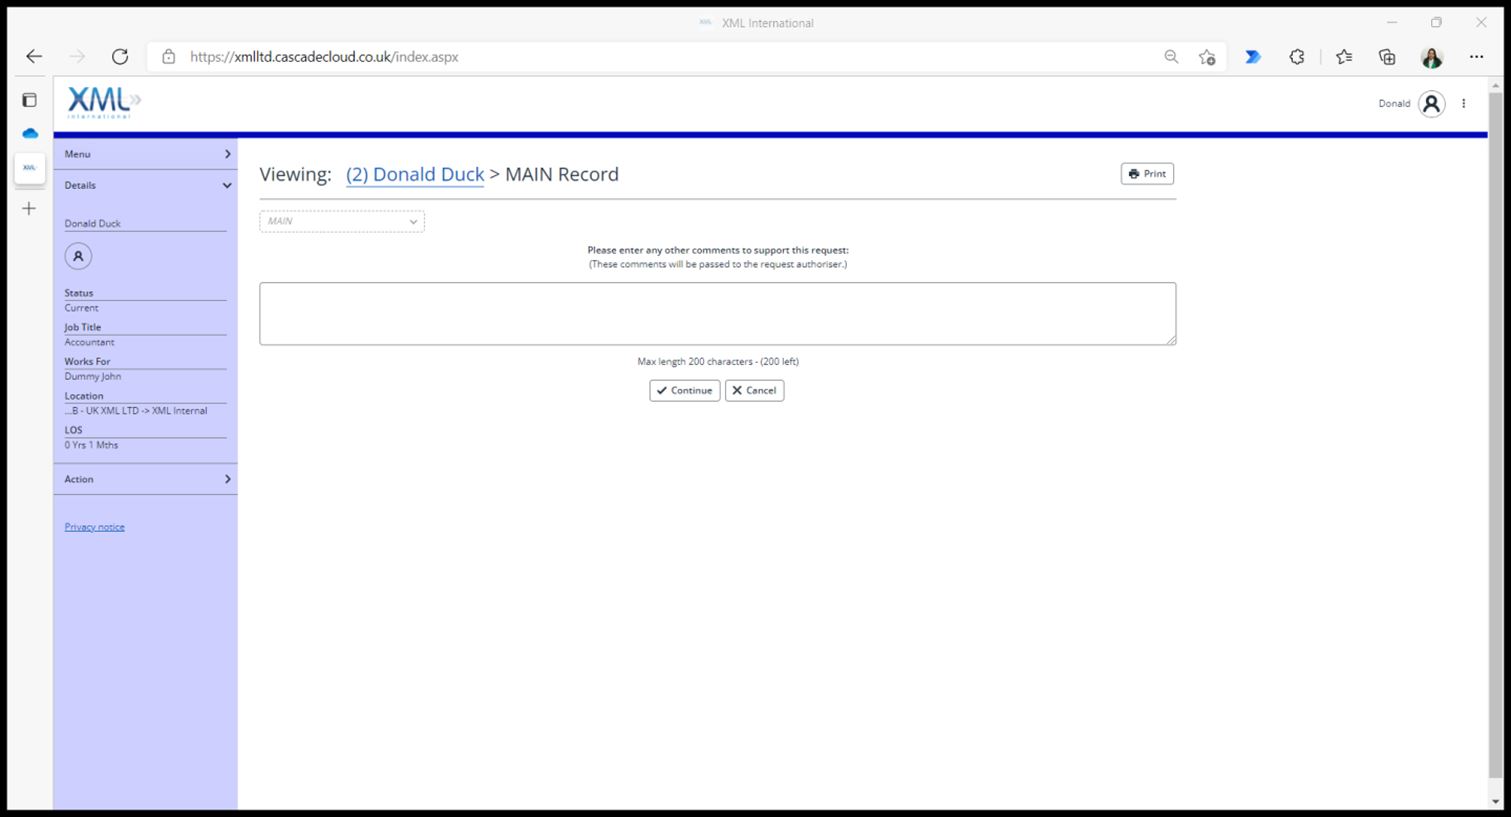 XML International
https://xmlltd.cascadecloud.co.uk/index.aspx
XML
international
Donald
Menu
Details
Donald Duck
Status
Current
Job Title
Accountant
Works For
Dummy John
Location
...B - UK XML LTD -> XML Internal
LOS
0 Yrs 1 Mths
Action
Privacy notice
Viewing: (2) Donald Duck > MAIN Record
Print
MAIN
Please enter any other comments to support this request:
(These comments will be passed to the request authoriser.)
Max length 200 characters - (200 left)
Continue
Cancel